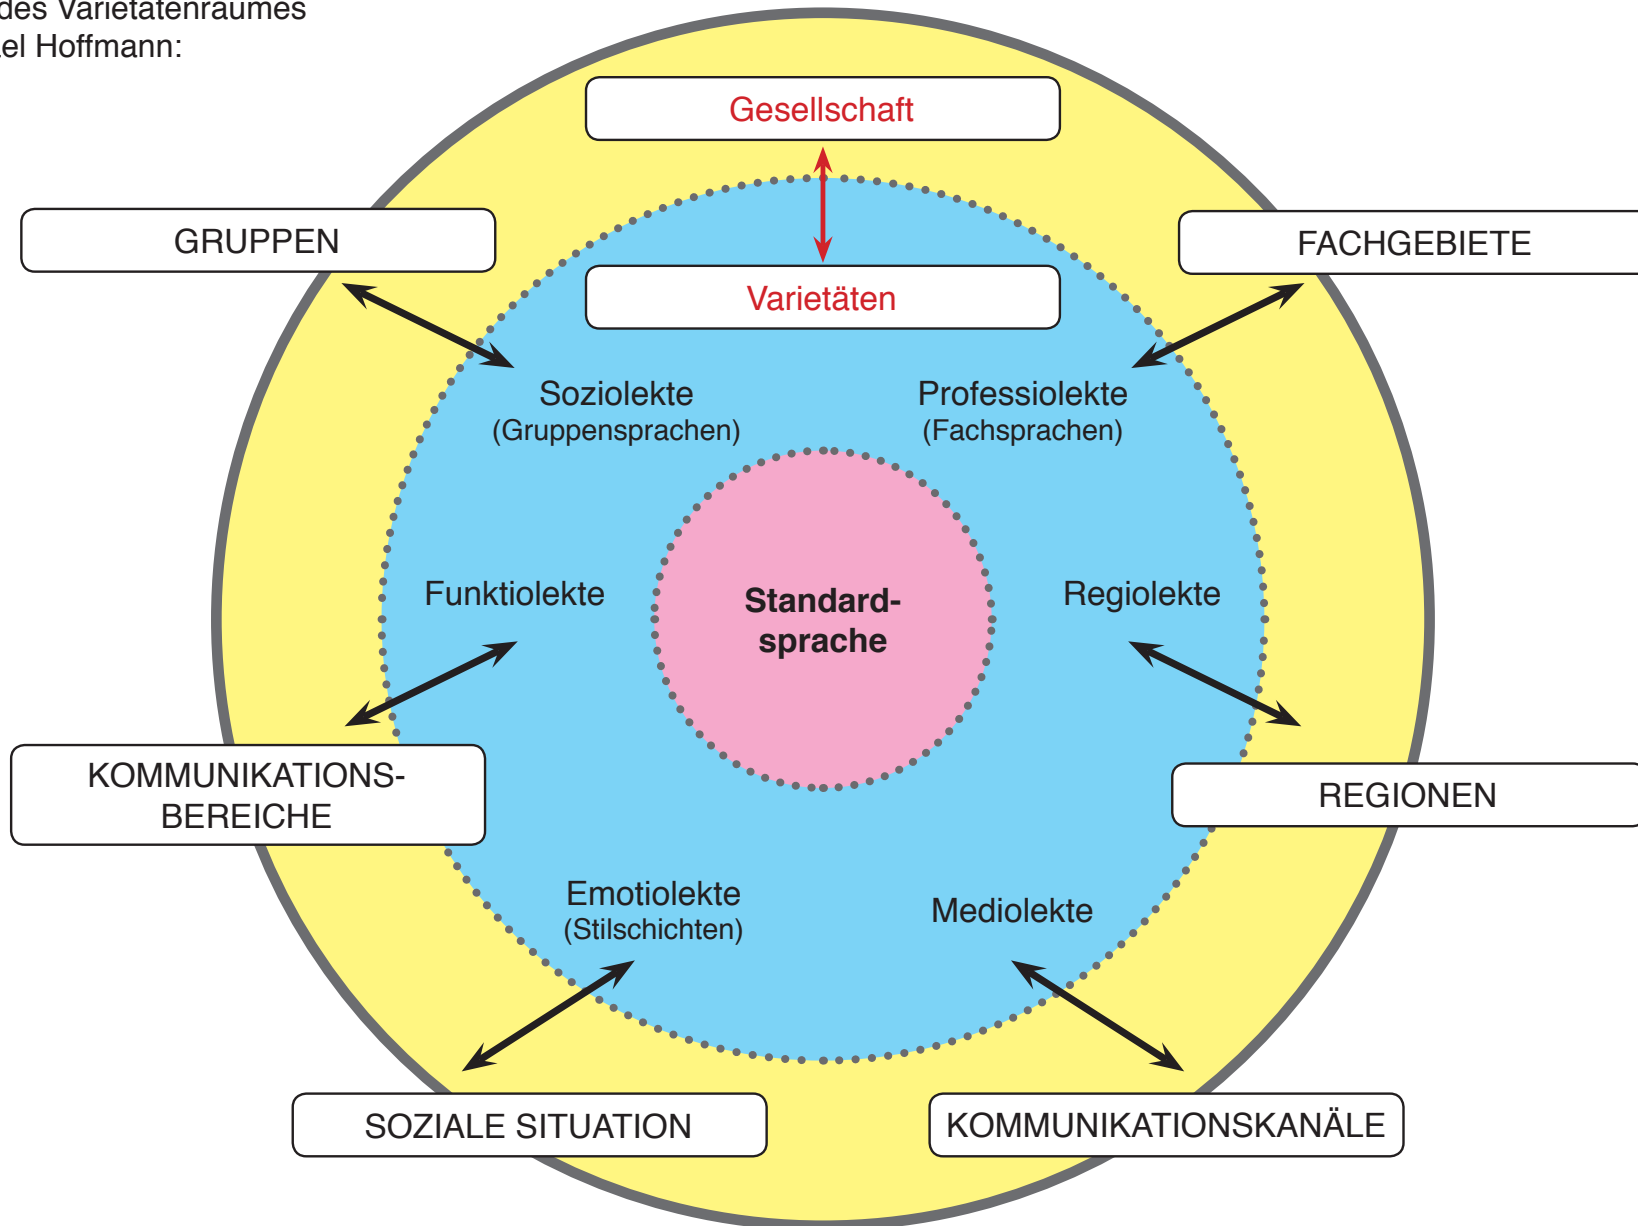 des Varietätenraumes
el Hoffmann:
Gesellschaft
GRUPPEN
FACHGEBIETE
Varietäten
Soziolekte
(Gruppensprachen)
Professiolekte
(Fachsprachen)
Funktiolekte
Standard-
sprache
Regiolekte
KOMMUNIKATIONS-
BEREICHE
REGIONEN
Emotiolekte
(Stilschichten)
Mediolekte
SOZIALE SITUATION
KOMMUNIKATIONSKANÄLE